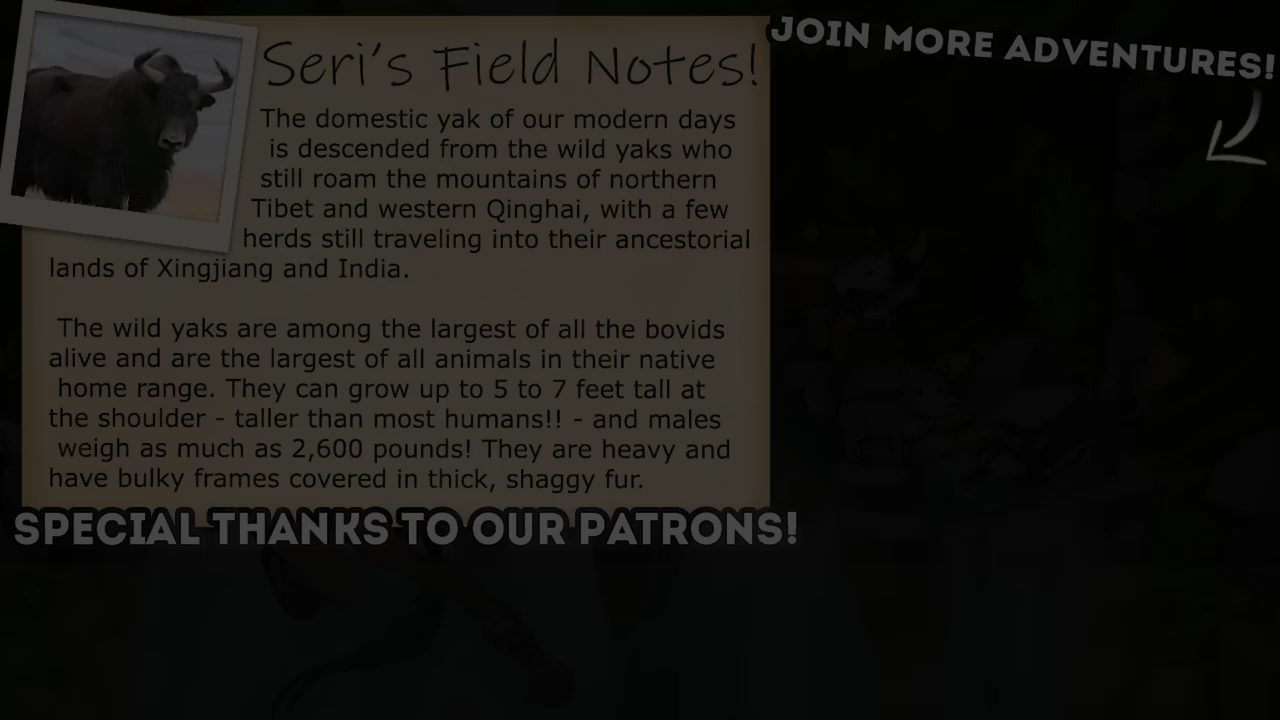 Seri's Field Notes!
The domestic yak of our modern days
is descended from the wild yaks who
still roam the mountains of northern
Tibet and western Qinghai, with a few
herds still traveling into their ancestorial
lands of Xingjiang and India.
The wild yaks are among the largest of all the bovids
alive and are the largest of all animals in their native
home range. They can grow up to 5 to 7 feet tall at
the shoulder - taller than most humans!! - and males
weigh as much as 2,600 pounds! They are heavy and
have bulky frames covered in thick, shaggy fur.
JOIN MORE ADVENTURES!
SPECIAL THANKS TO OUR PATRONS!